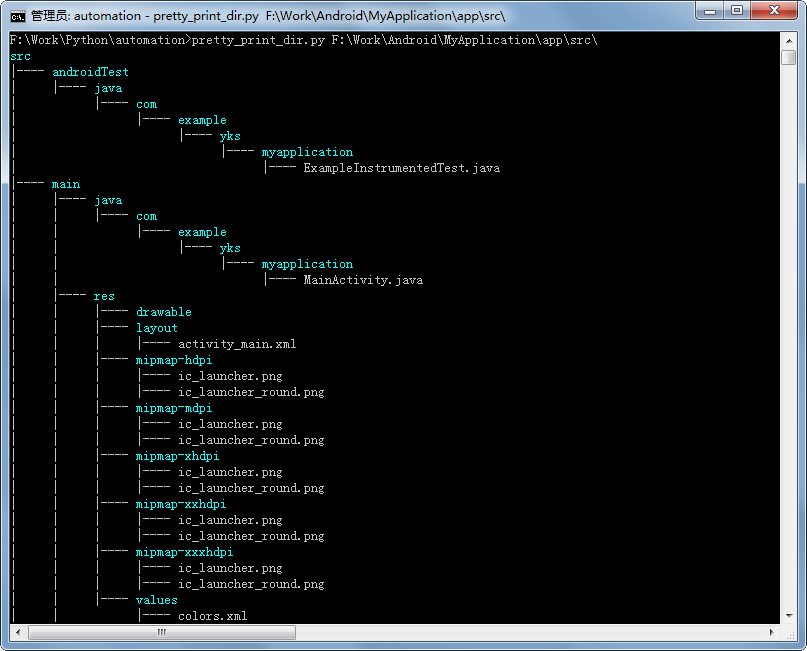 管理员: automation - pretty_print_dir.py  F:\Work\Android\MyApplication\app\src\
F:\Work\Python\automation>pretty_print_dir.py F:\Work\Android\MyApplication\app\src\
src
|---- androidTest
|     |---- java
|     |     |---- com
|     |     |     |---- example
|     |     |     |     |---- yks
|     |     |     |     |     |---- myapplication
|     |     |     |     |     |     |---- ExampleInstrumentedTest.java
|---- main
|     |---- java
|     |     |---- com
|     |     |     |---- example
|     |     |     |     |---- yks
|     |     |     |     |     |---- myapplication
|     |     |     |     |     |     |---- MainActivity.java
|     |---- res
|     |     |---- drawable
|     |     |---- layout
|     |     |     |---- activity_main.xml
|     |     |---- mipmap-hdpi
|     |     |     |---- ic_launcher.png
|     |     |     |---- ic_launcher_round.png
|     |     |---- mipmap-mdpi
|     |     |     |---- ic_launcher.png
|     |     |     |---- ic_launcher_round.png
|     |     |---- mipmap-xhdpi
|     |     |     |---- ic_launcher.png
|     |     |     |---- ic_launcher_round.png
|     |     |---- mipmap-xxhdpi
|     |     |     |---- ic_launcher.png
|     |     |     |---- ic_launcher_round.png
|     |     |---- mipmap-xxxhdpi
|     |     |     |---- ic_launcher.png
|     |     |     |---- ic_launcher_round.png
|     |     |---- values
|     |     |     |---- colors.xml